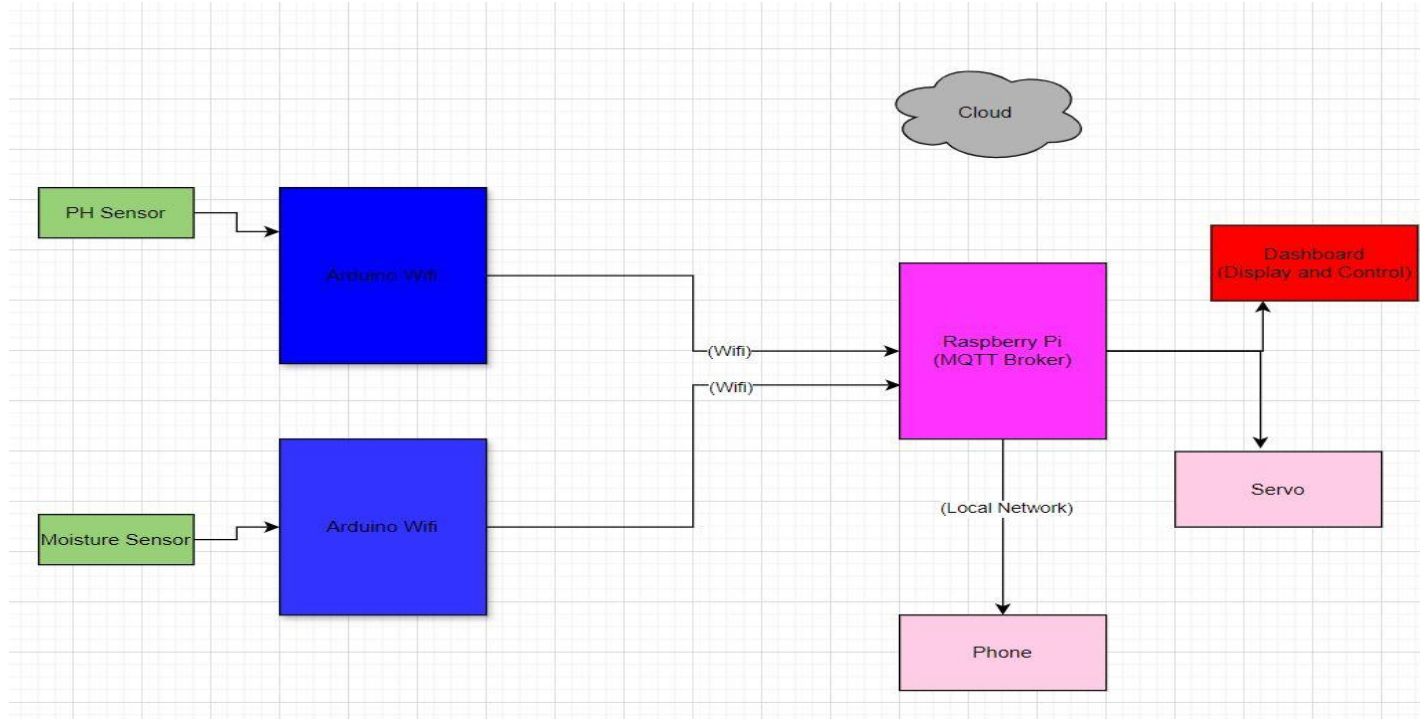 Cloud
PH Sensor
Arduino Wifi
Dashboard
(Display and Control)
(Wifi)
Raspberry Pi
(MQTT Broker)
(Wifi)
Moisture Sensor
Arduino Wifi
(Local Network)
Servo
Phone